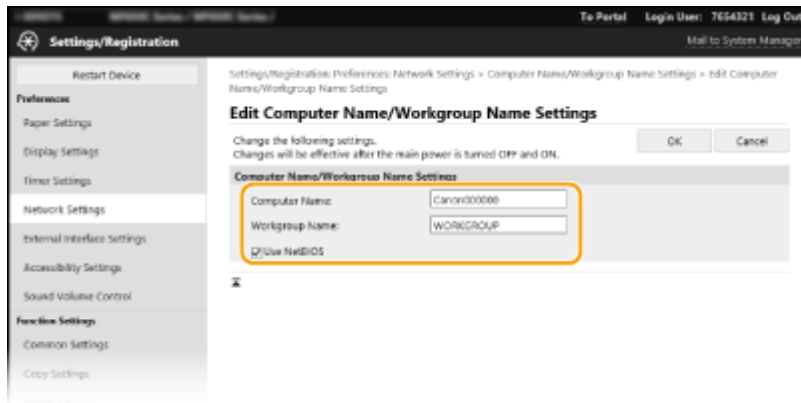 To Portal Login User: 7654321 Log Out
Settings/Registration
Mail to System Manager
Restart Device
Preferences
Paper Settings
Display Settings
Timer Settings
Network Settings
External Interface Settings
Accessibility Settings
Sound Volume Control
Function Settings
Common Settings
Copy Settings
Settings/Registration: Preferences: Network Settings > Computer Name/Workgroup Name Settings > Edit Computer
Name/Workgroup Name Settings
Edit Computer Name/Workgroup Name Settings
Change the following settings.
Changes will be effective after the main power is turned OFF and ON.
OK Cancel
Computer Name/Workgroup Name Settings
Computer Name: Canon000000
Workgroup Name: WORKGROUP
Use NetBIOS